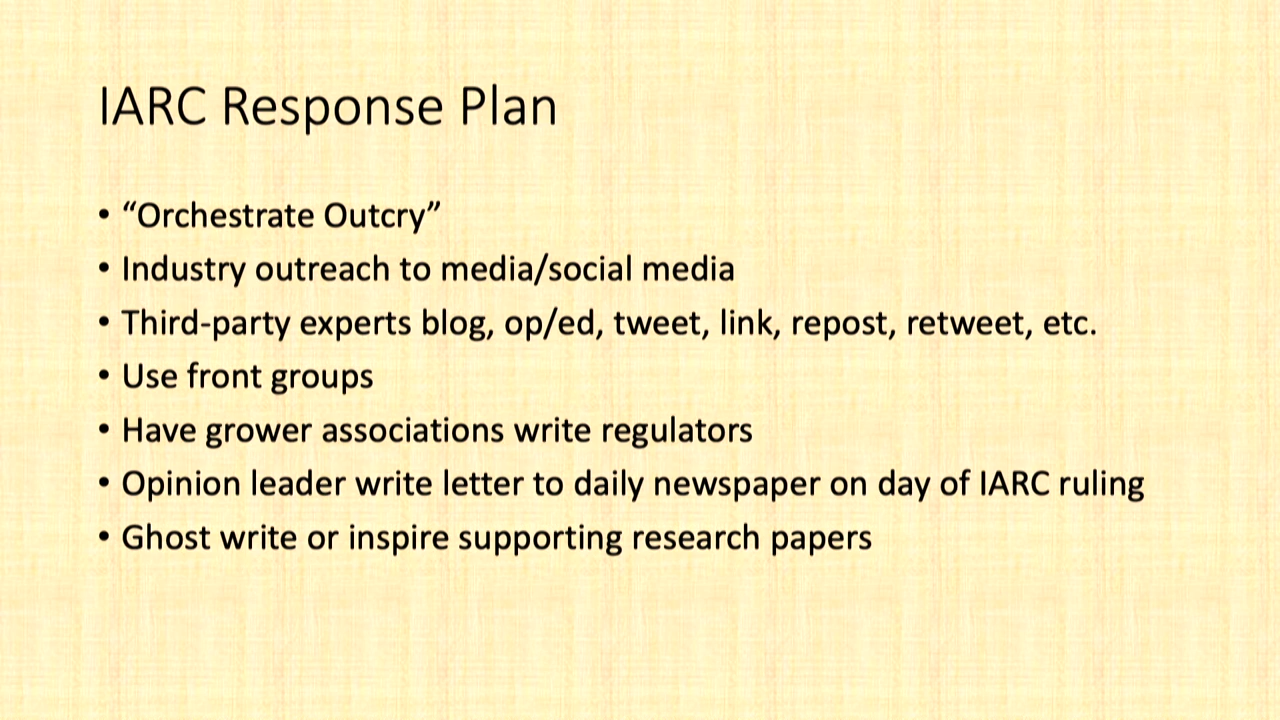 IARC Response Plan
• “Orchestrate Outcry”
• Industry outreach to media/social media
• Third-party experts blog, op/ed, tweet, link, repost, retweet, etc.
• Use front groups
• Have grower associations write regulators
• Opinion leader write letter to daily newspaper on day of IARC ruling
• Ghost write or inspire supporting research papers